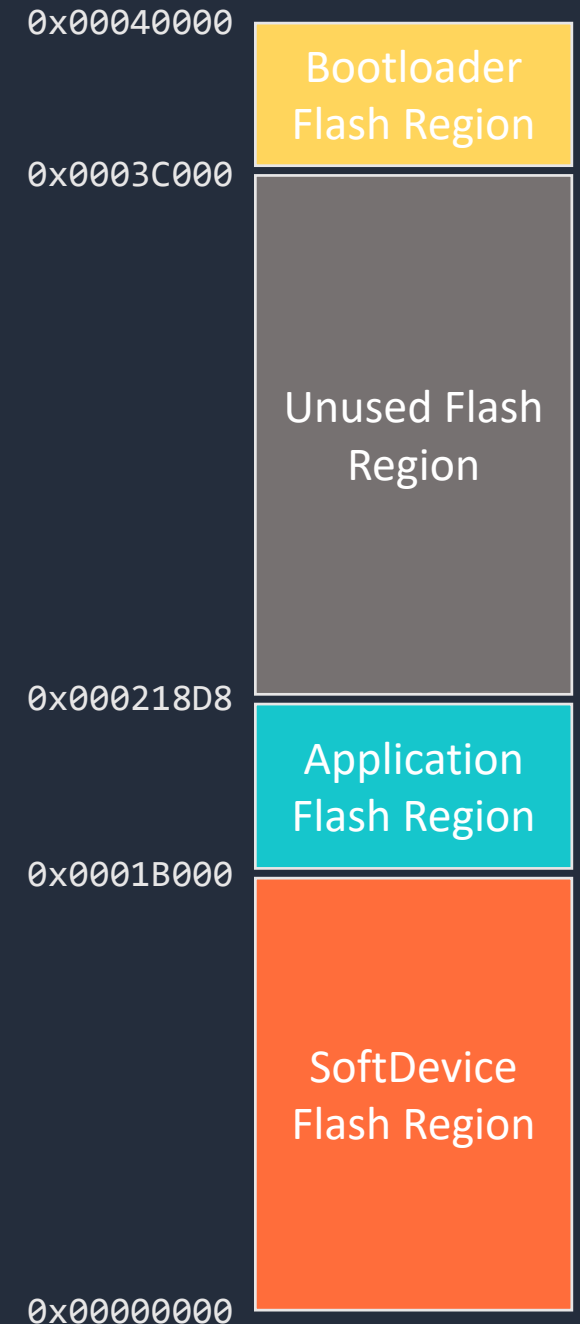 0x00040000
Bootloader
Flash Region
0x0003C000
Unused Flash
Region
0x000218D8
Application
Flash Region
0x0001B000
SoftDevice
Flash Region
0x00000000